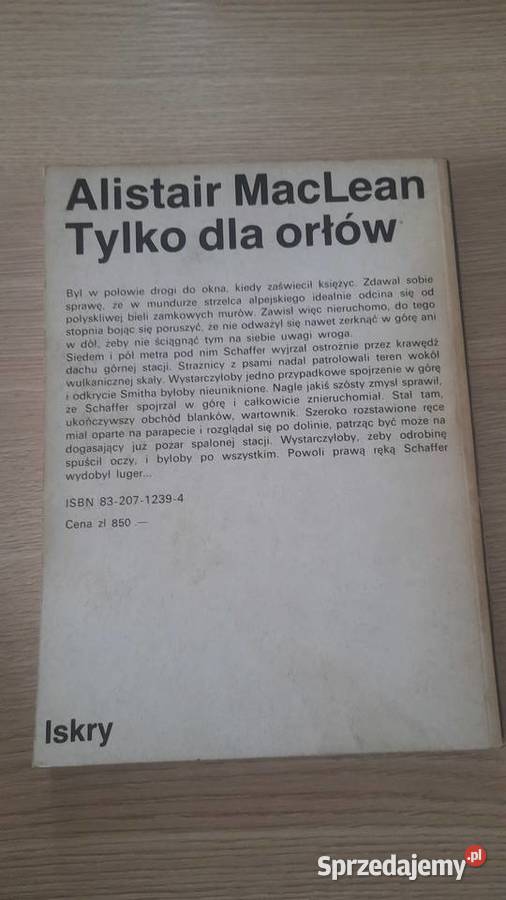 Alistair MacLean
Tylko dla orłów
Był w połowie drogi do okna, kiedy zaświecił księżyc. Zdawał sobie
sprawę, że w mundurze strzelca alpejskiego idealnie odcina się od
połyskliwej bieli zamkowych murów. Zawisł więc nieruchomo, do tego
stopnia bojąc się poruszyć, że nie odważył się nawet zerknąć w górę ani
w dół, żeby nie ściągnąć tym na siebie uwagi wroga.
Siedem i pół metra pod nim Schaffer wyjrzał ostrożnie przez krawędź
dachu górnej stacji. Strażnicy z psami nadal patrolowali teren wokół
wulkanicznej skały. Wystarczyłoby jedno przypadkowe spojrzenie w górę
i odkrycie Smitha byłoby nieuniknione. Nagle jakiś szósty zmysł sprawił,
że Schaffer spojrzał w górę i całkowicie znieruchomiał. Stał tam,
ukończywszy obchód blanków, wartownik. Szeroko rozstawione ręce
miał oparte na parapecie i rozglądał się po dolinie, patrząc być może na
dogasający już pożar spalonej stacji. Wystarczyłoby, żeby odrobinę
spuścił oczy, i byłoby po wszystkim. Powoli prawą ręką Schaffer
wydobył luger...
ISBN 83-207-1239-4
Cena zł 850.—
Iskry
Sprzedajemy.pl